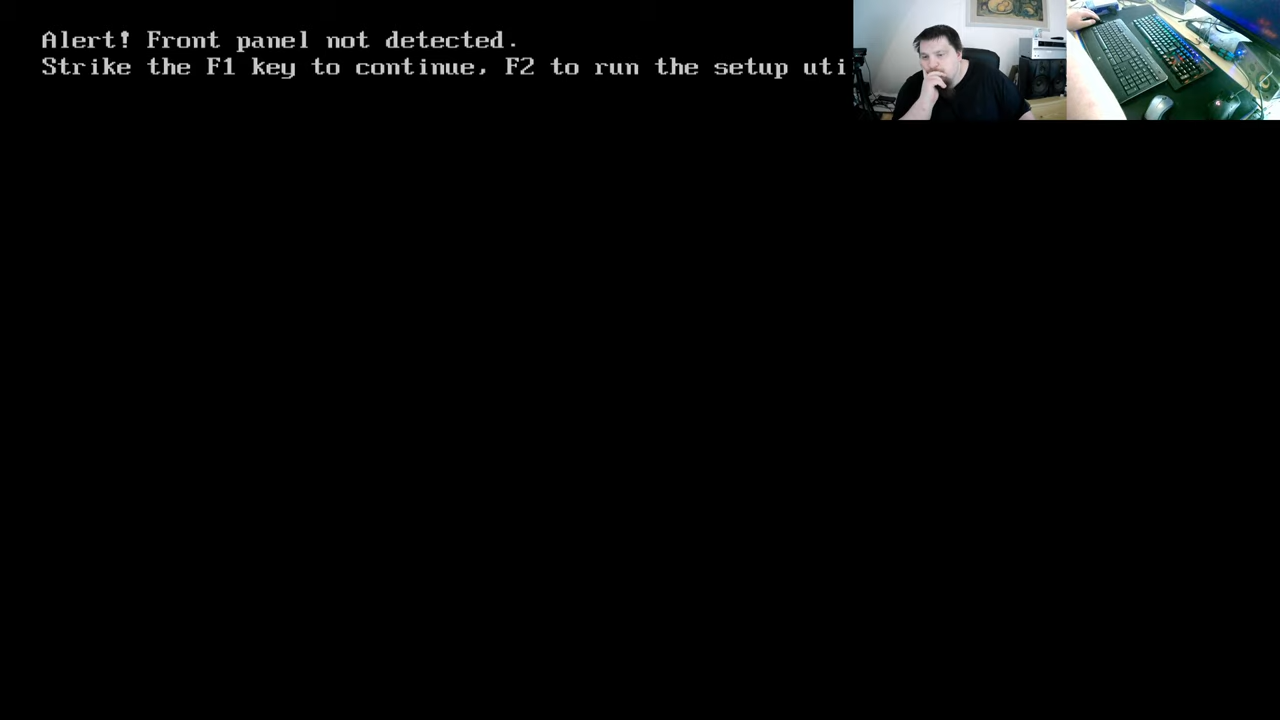 Alert! Front panel not detected.
Strike the F1 key to continue, F2 to run the setup uti